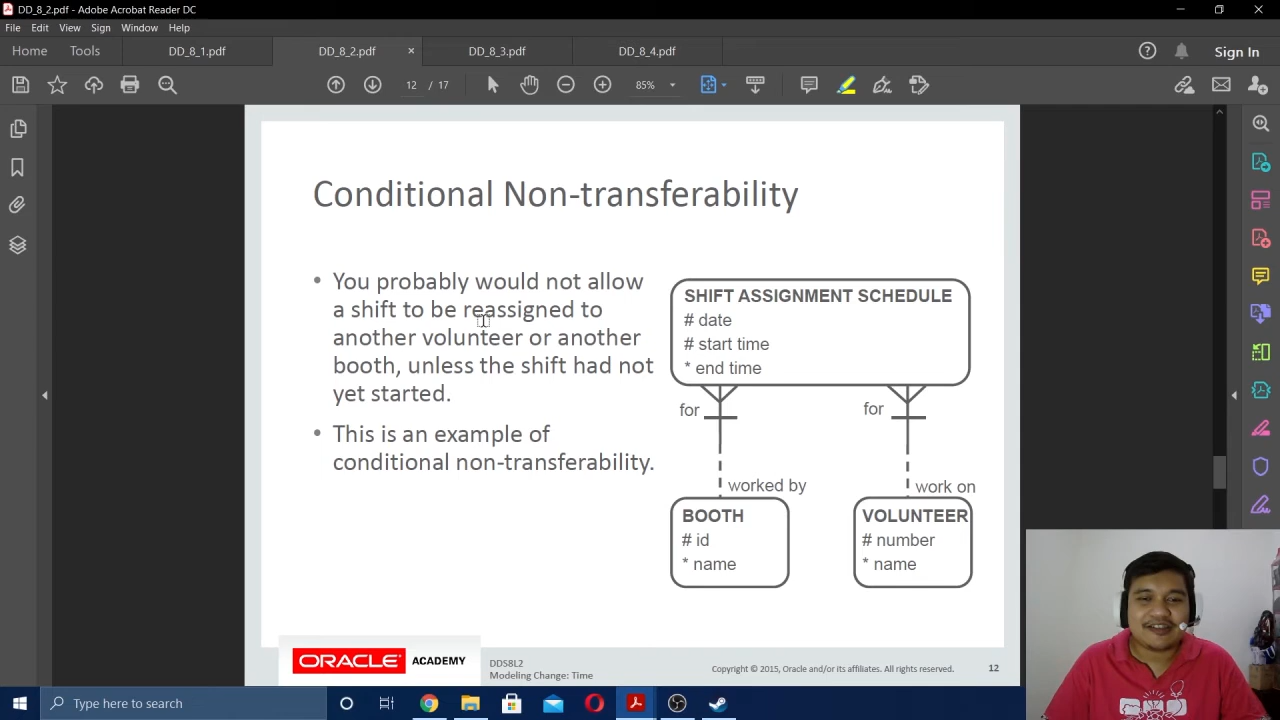 DD_8_2.pdf - Adobe Acrobat Reader DC
File Edit View Sign Window Help
Home Tools DD_8_1.pdf DD_8_2.pdf × DD_8_3.pdf DD_8_4.pdf Sign In
12 / 17 85%
Conditional Non-transferability
• You probably would not allow
a shift to be reassigned to
another volunteer or another
booth, unless the shift had not
yet started.
• This is an example of
conditional non-transferability.
SHIFT ASSIGNMENT SCHEDULE
# date
# start time
* end time
for for
worked by work on
BOOTH
# id
* name
VOLUNTEER
# number
* name
ORACLE ACADEMY
DDS8L2
Modeling Change: Time
Copyright © 2015, Oracle and/or its affiliates. All rights reserved.
12
Type here to search